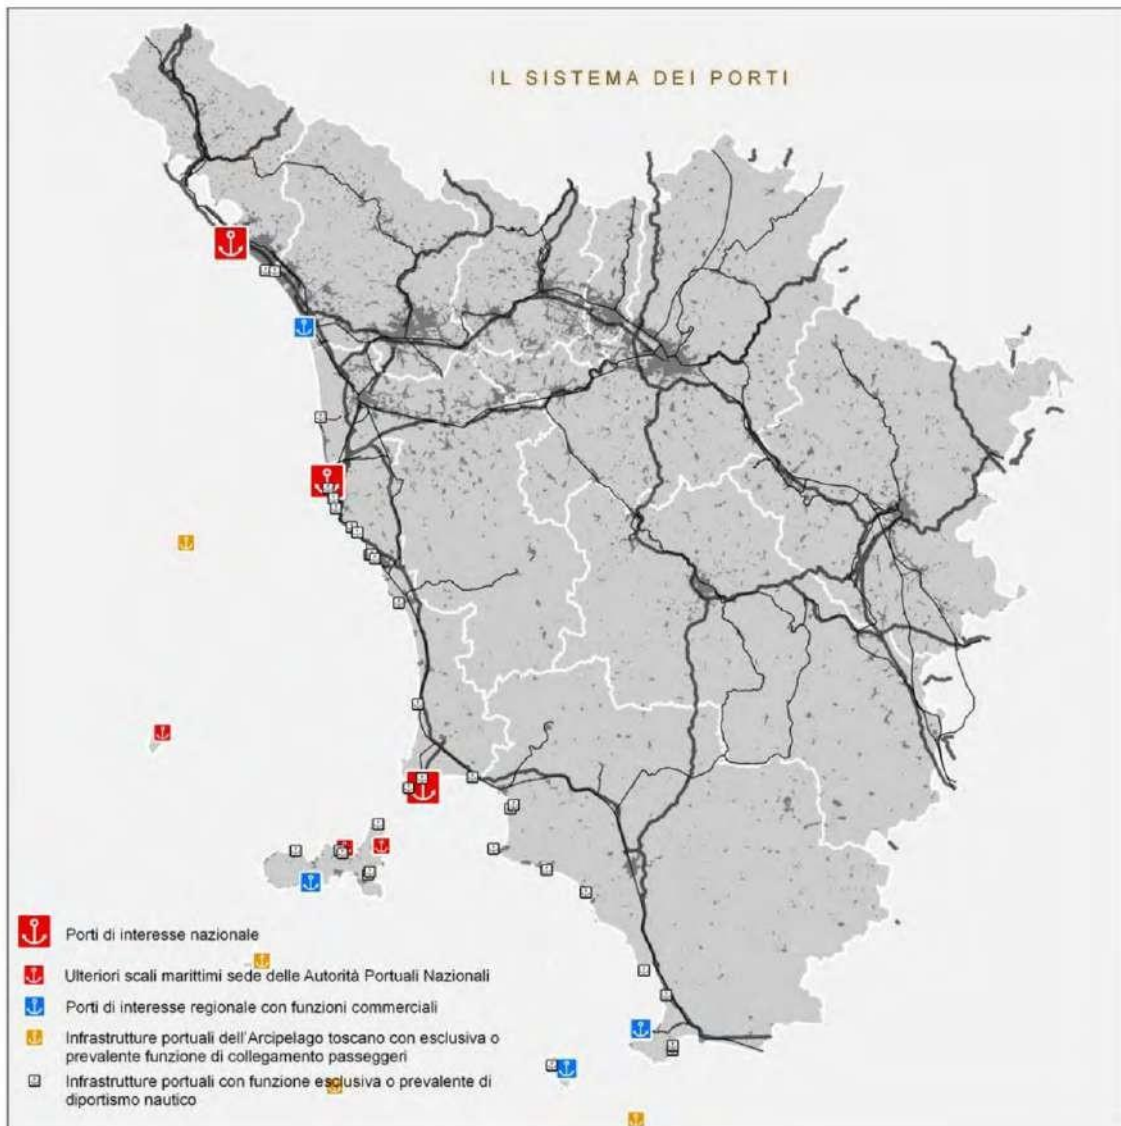 IL SISTEMA DEI PORTI
Porti di interesse nazionale
Ulteriori scali marittimi sede delle Autorità Portuali Nazionali
Porti di interesse regionale con funzioni commerciali
Infrastrutture portuali dell'Arcipelago toscano con esclusiva o
prevalente funzione di collegamento passeggeri
Infrastrutture portuali con funzione esclusiva o prevalente di
diportismo nautico